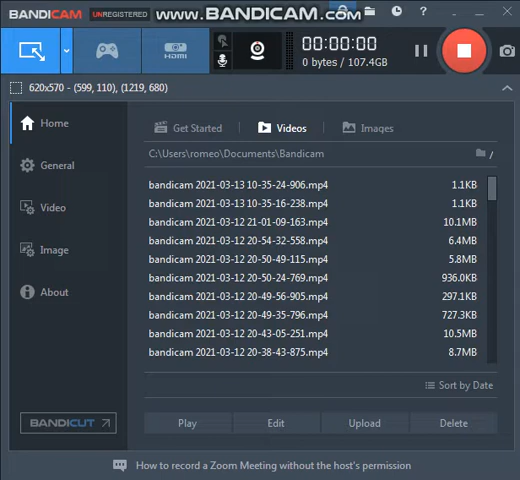 BANDICAM UNREGISTERED www.BANDICAM.com
HDMI
00:00:00
0 bytes / 107.4GB
620x570 - (599, 110), (1219, 680)
Home
General
Video
Image
About
BANDICUT
Get Started
Videos
Images
C:\Users\romeo\Documents\Bandicam /
bandicam 2021-03-13 10-35-24-906.mp4 1.1KB
bandicam 2021-03-13 10-35-16-238.mp4 1.1KB
bandicam 2021-03-12 21-01-09-163.mp4 10.1MB
bandicam 2021-03-12 20-54-32-558.mp4 6.4MB
bandicam 2021-03-12 20-50-49-115.mp4 5.8MB
bandicam 2021-03-12 20-50-24-769.mp4 936.0KB
bandicam 2021-03-12 20-49-56-905.mp4 297.1KB
bandicam 2021-03-12 20-49-35-796.mp4 727.3KB
bandicam 2021-03-12 20-43-05-251.mp4 10.5MB
bandicam 2021-03-12 20-38-43-875.mp4 8.7MB
Sort by Date
Play
Edit
Upload
Delete
How to record a Zoom Meeting without the host's permission